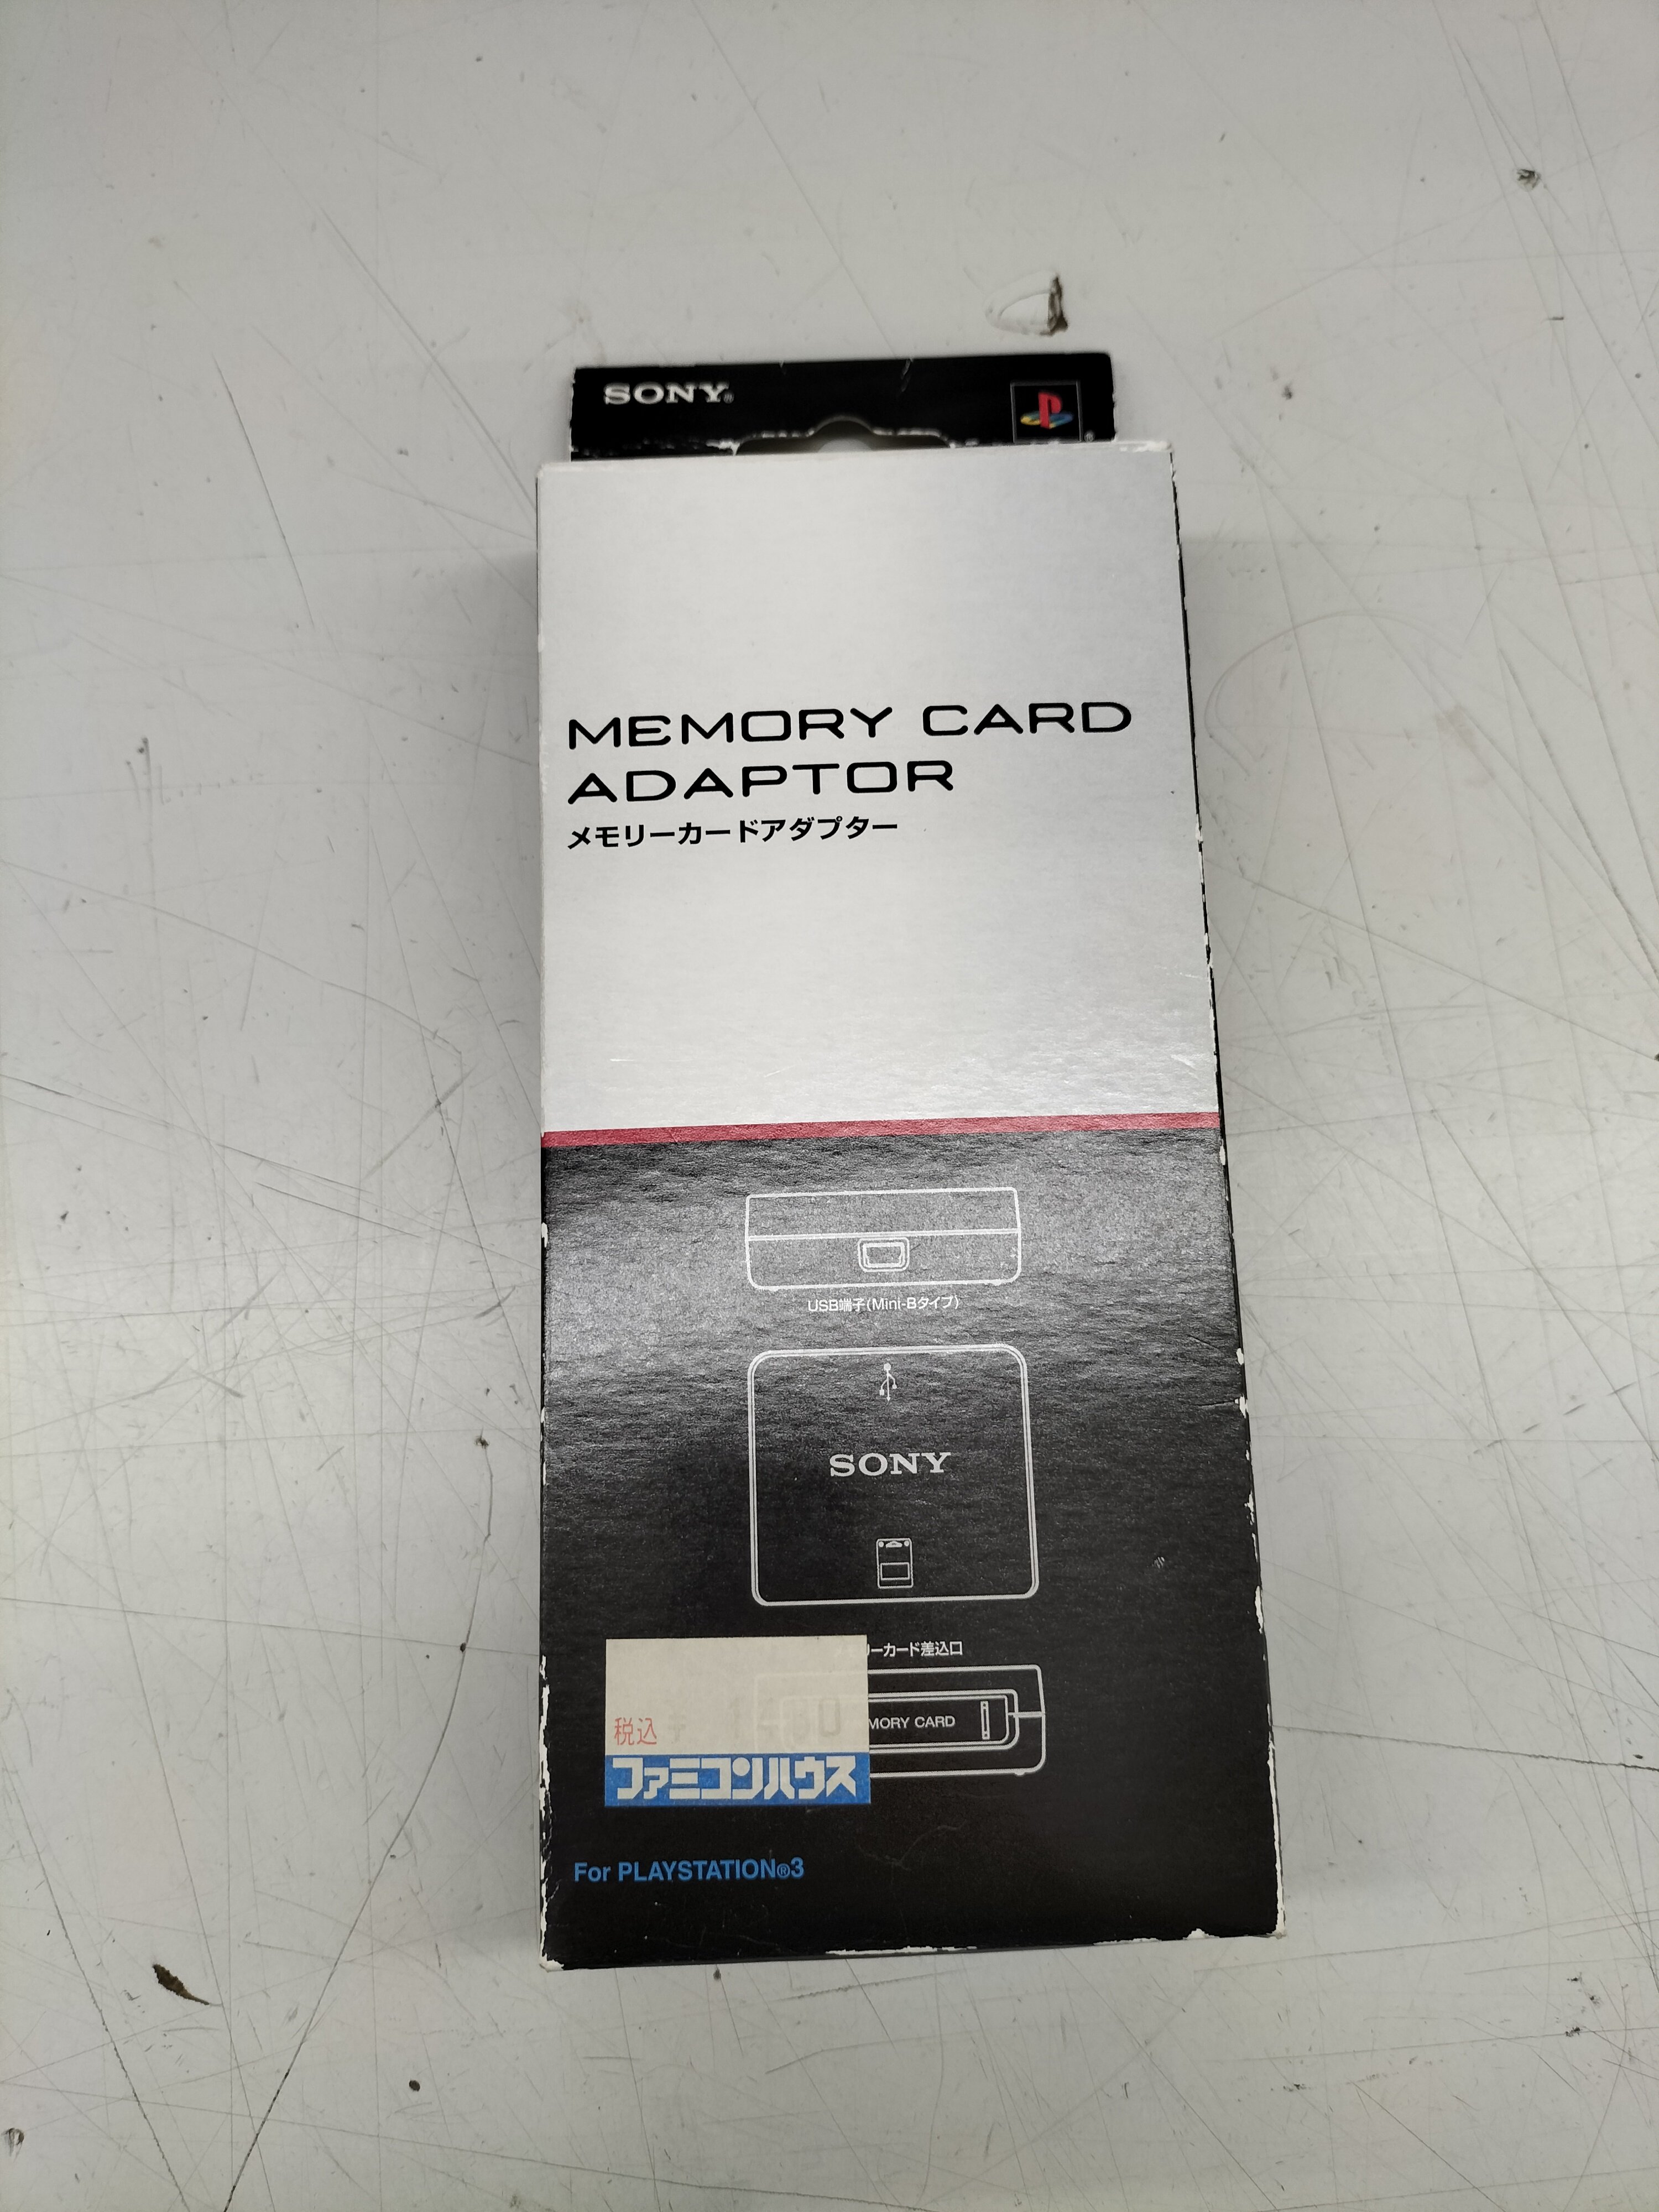 SONY®
MEMORY CARD
ADAPTOR
メモリーカードアダプター
USB端子(Mini-Bタイプ)
SONY
カード差込口
CARD
税込
ファミコンハウス
For PLAYSTATION®3